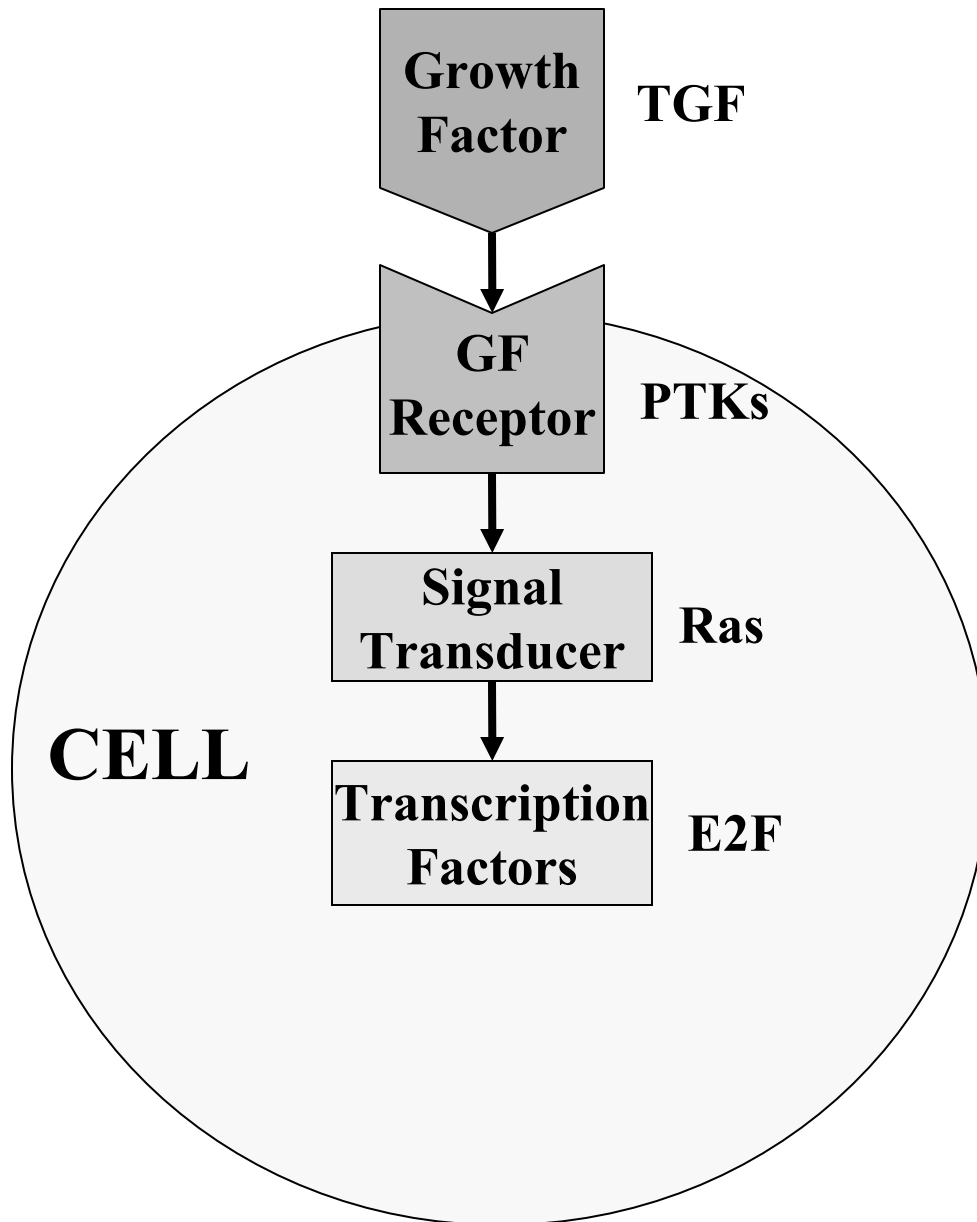 Growth
Factor
TGF
GF
Receptor
PTKs
Signal
Transducer
Ras
CELL
Transcription
Factors
E2F